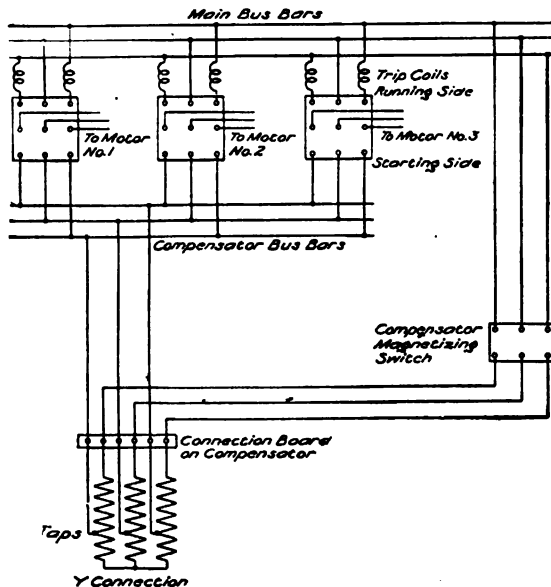 Main Bus Bars
Trip Coils
Running Side
To Motor
No.1
To Motor
No.2
To Motor No.3
Starting Side
Compensator Bus Bars
Compensator
Magnetizing
Switch
Connection Board
on Compensator
Taps
Y Connection